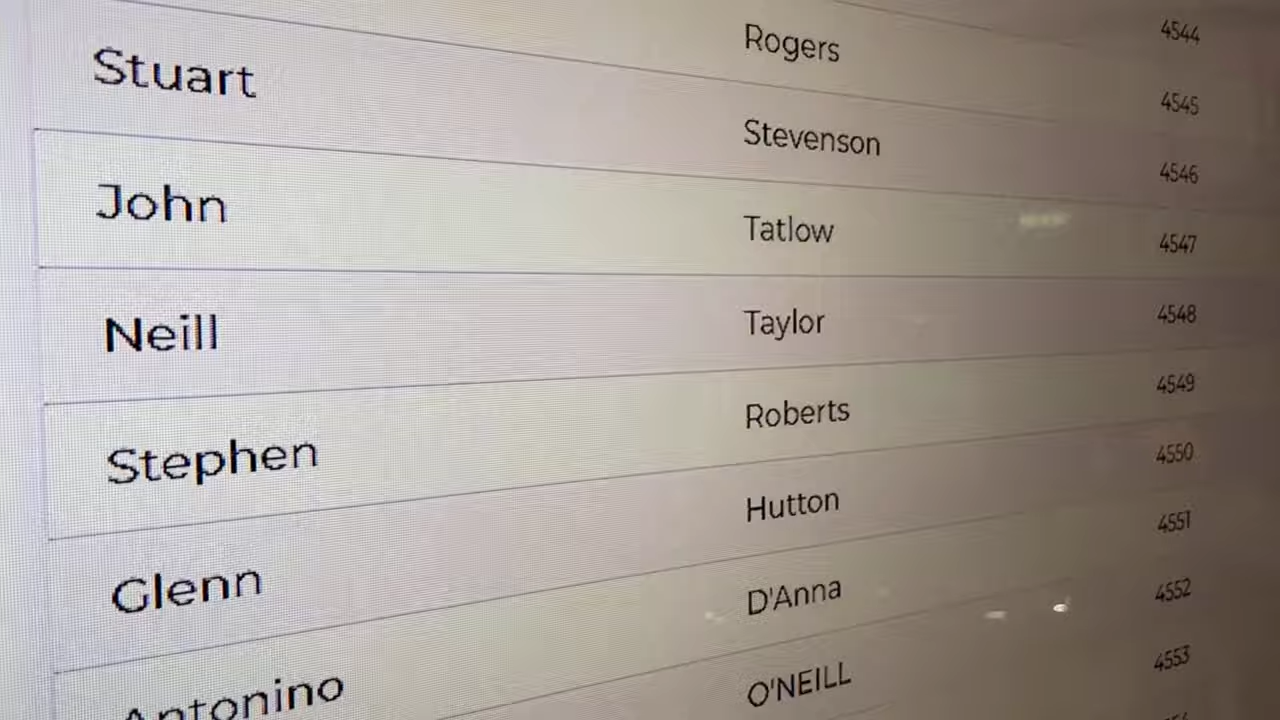 4544
Rogers 4545
Stuart Stevenson 4546
John Tatlow 4547
Neill Taylor 4548
Stephen Roberts 4549
Glenn Hutton 4550
Antonino D'Anna 4551
O'NEILL 4552
4553